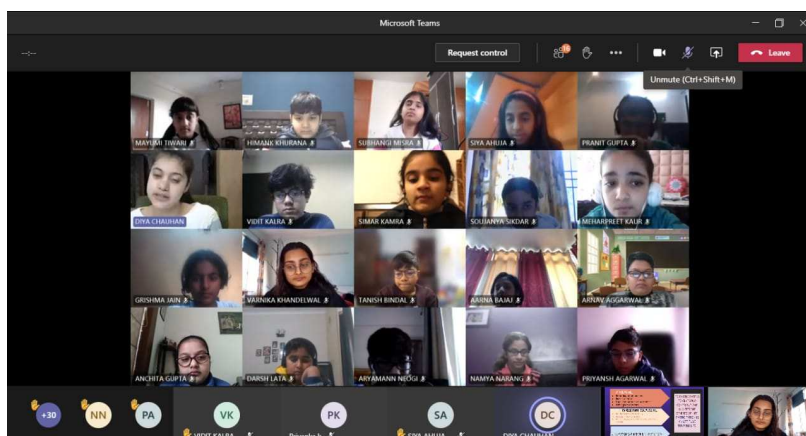 Microsoft Teams
--:--
Request control
36
Leave
Unmute (Ctrl+Shift+M)
MAYUMI TIWARI
HIMANK KHURANA
SUBHANGI MISRA
SIYA AHUJA
PRANIT GUPTA
DIYA CHAUHAN
VIDIT KALRA
SIMAR KAMRA
SOUJANYA SIKDAR
MEHARPREET KAUR
GRISHMA JAIN
VARNIKA KHANDELWAL
TANISH BINDAL
AARNA BAJAJ
ARNAV AGGARWAL
ANCHITA GUPTA
DARSH LATA
ARYAMANN NEOGI
NAMYA NARANG
PRIYANSH AGARWAL
+30
NN
PA
VK
PK
SA
DC
VIDIT KALRA
SIYA AHUJA
DIYA CHAUHAN